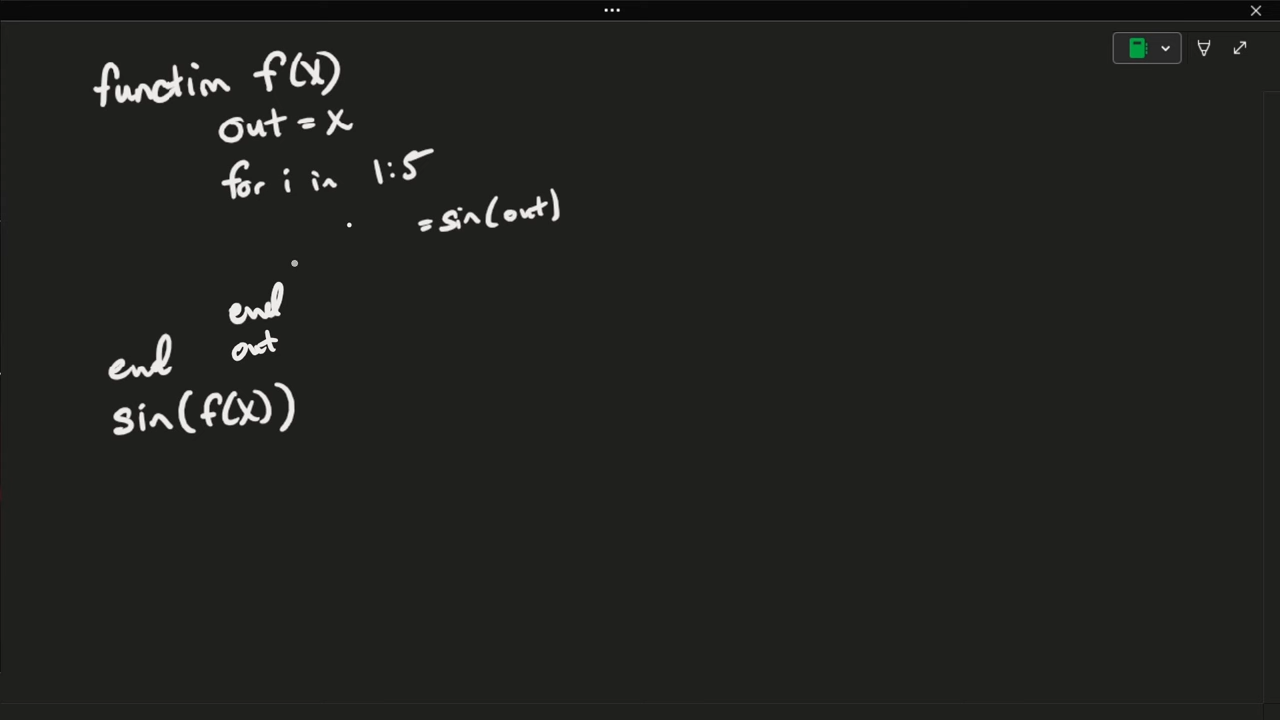 function f(x)
out = x
for i in 1:5
= sin(out)
end
out
end
sin(f(x))